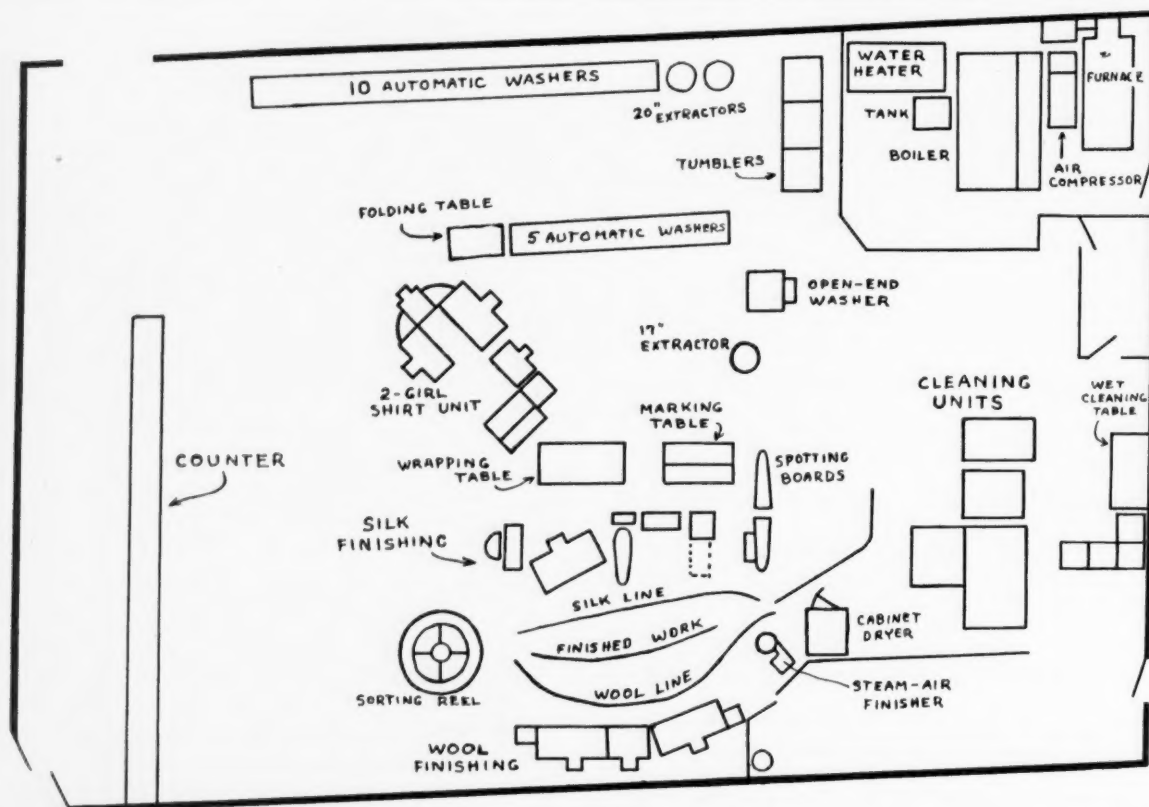 10 AUTOMATIC WASHERS
20" EXTRACTORS
TUMBLERS
WATER
HEATER
TANK
BOILER
FURNACE
AIR
COMPRESSOR
FOLDING TABLE
5 AUTOMATIC WASHERS
OPEN-END
WASHER
17"
EXTRACTOR
2-GIRL
SHIRT UNIT
CLEANING
UNITS
WET
CLEANING
TABLE
MARKING
TABLE
WRAPPING
TABLE
SPOTTING
BOARDS
COUNTER
SILK
FINISHING
SILK LINE
FINISHED WORK
WOOL LINE
CABINET
DRYER
STEAM-AIR
FINISHER
SORTING REEL
WOOL
FINISHING